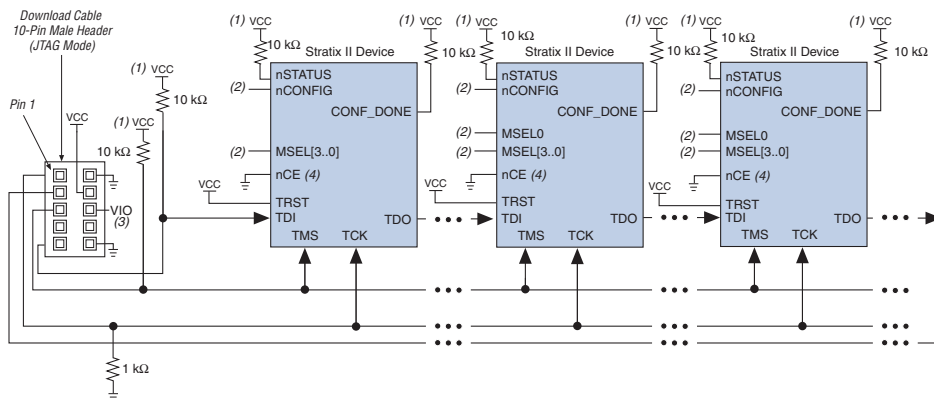 Download Cable
10-Pin Male Header
(JTAG Mode)
Pin 1
VCC
(1) VCC
10 kΩ
(1) VCC
10 kΩ
VIO
(3)
1 kΩ
(1) VCC
10 kΩ
Stratix II Device
(1) VCC
10 kΩ
nSTATUS
(2) nCONFIG
CONF_DONE
(2) MSEL[3..0]
nCE (4)
VCC
TRST
TDI
TDO
TMS
TCK
(1) VCC
10 kΩ
Stratix II Device
(1) VCC
10 kΩ
nSTATUS
(2) nCONFIG
CONF_DONE
(2) MSEL0
(2) MSEL[3..0]
nCE (4)
VCC
TRST
TDI
TDO
TMS
TCK
(1) VCC
10 kΩ
Stratix II Device
(1) VCC
10 kΩ
nSTATUS
(2) nCONFIG
CONF_DONE
(2) MSEL0
(2) MSEL[3..0]
nCE (4)
VCC
TRST
TDI
TDO
TMS
TCK